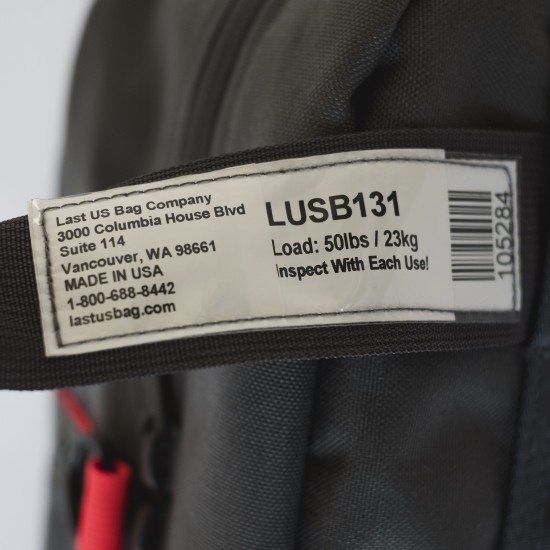 Last US Bag Company
3000 Columbia House Blvd
Suite 114
Vancouver, WA 98661
MADE IN USA
1-800-688-8442
lastusbag.com
LUSB131
Load: 50lbs / 23kg
Inspect With Each Use!
105284